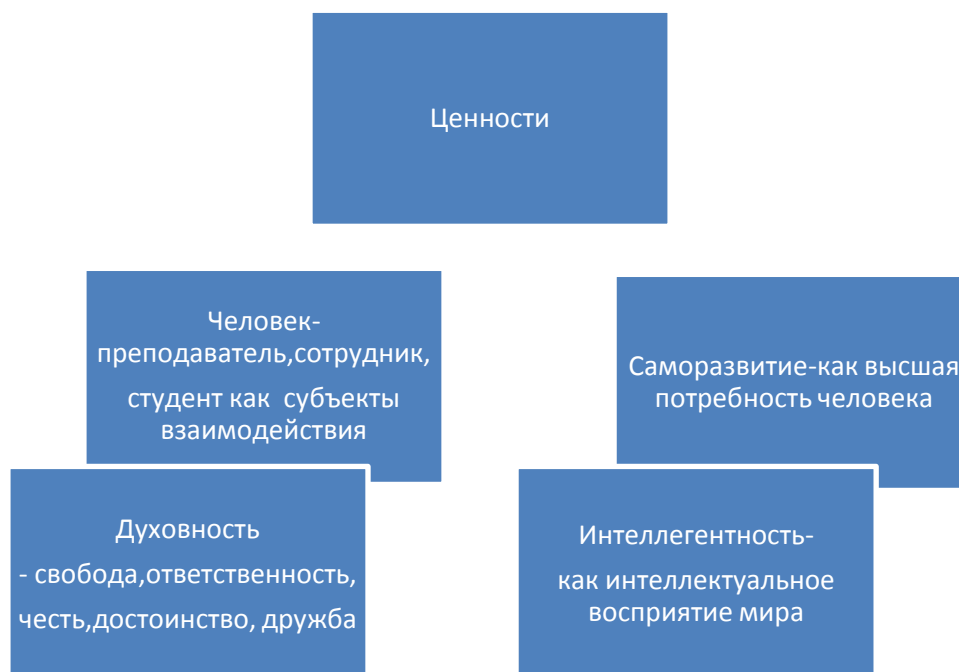 Ценности
Человек-
преподаватель,сотрудник,
студент как субъекты
взаимодействия
Саморазвитие-как высшая
потребность человека
Духовность
- свобода,ответственность,
честь,достоинство, дружба
Интеллегентность-
как интеллектуальное
восприятие мира